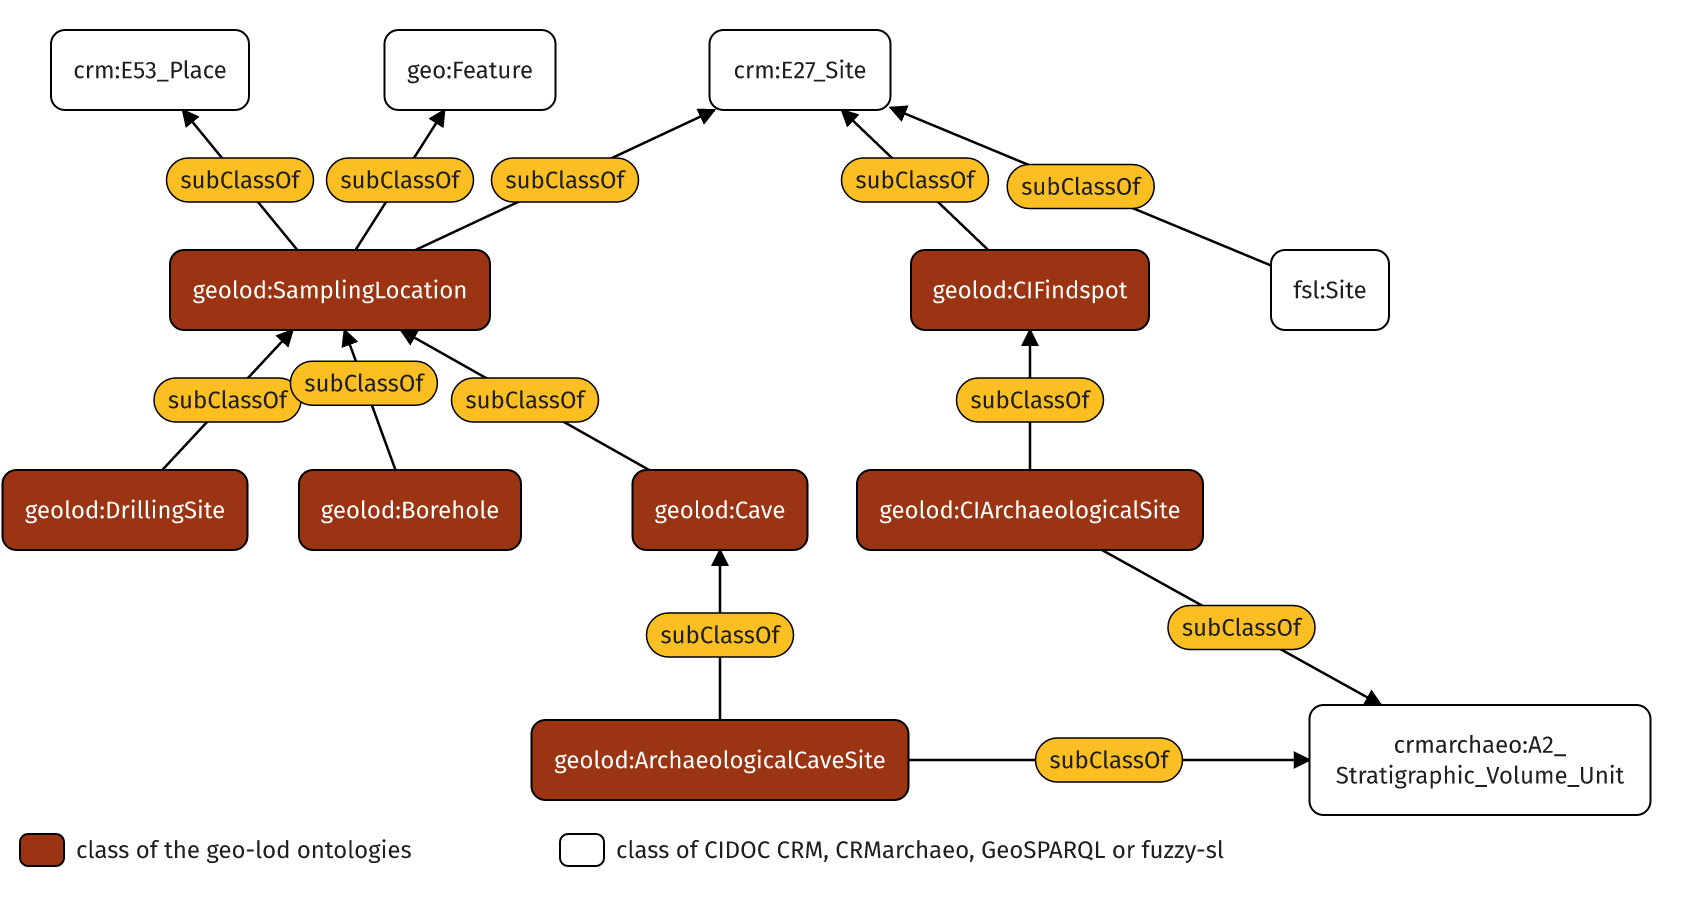 crm:E53_Place
geo:Feature
crm:E27_Site
subClassOf
subClassOf
subClassOf
subClassOf
subClassOf
geolod:SamplingLocation
geolod:CIFindspot
fsl:Site
subClassOf
subClassOf
subClassOf
subClassOf
geolod:DrillingSite
geolod:Borehole
geolod:Cave
geolod:CIArchaeologicalSite
subClassOf
subClassOf
geolod:ArchaeologicalCaveSite
subClassOf
crmarchaeo:A2_
Stratigraphic_Volume_Unit
class of the geo-lod ontologies
class of CIDOC CRM, CRMarchaeo, GeoSPARQL or fuzzy-sl